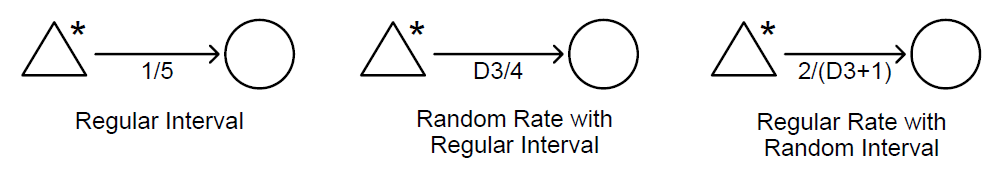 *
1/5
Regular Interval
*
D3/4
Random Rate with
Regular Interval
*
2/(D3+1)
Regular Rate with
Random Interval